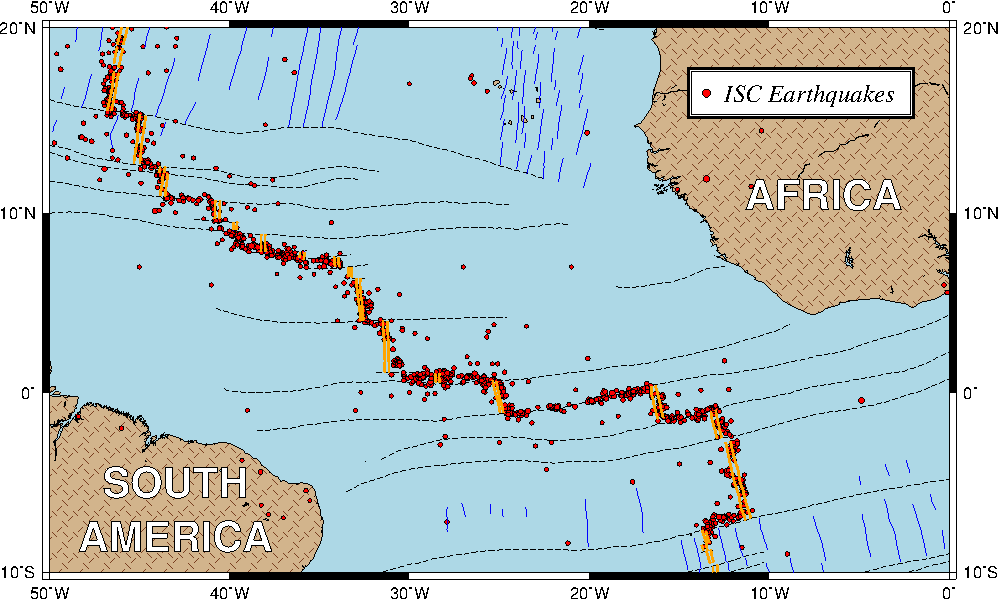 50˚W 40˚W 30˚W 20˚W 10˚W 0˚
20˚N 20˚N
ISC Earthquakes
AFRICA
10˚N 10˚N
0˚ 0˚
SOUTH
AMERICA
10˚S 10˚S
50˚W 40˚W 30˚W 20˚W 10˚W 0˚